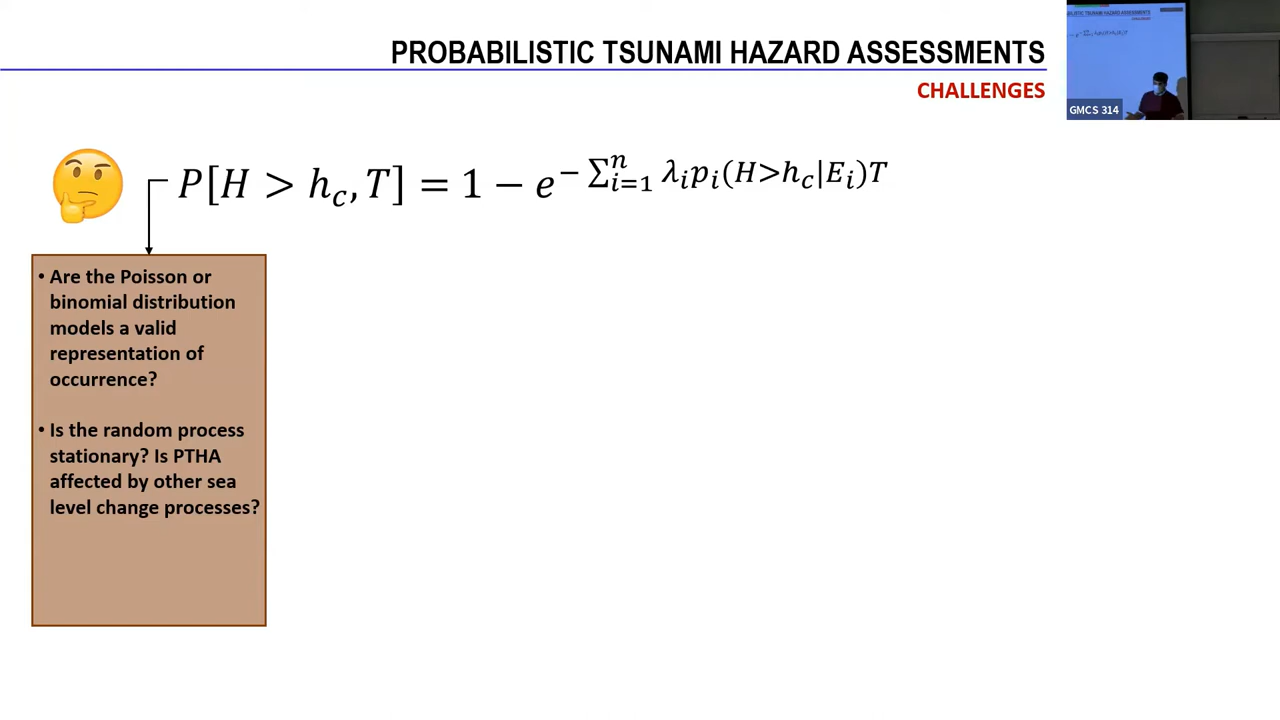 PROBABILISTIC TSUNAMI HAZARD ASSESSMENTS
CHALLENGES
GMCS 314
P[H > h_c, T] = 1 − e^{− ∑_{i=1}^{n} λ_i p_i(H>h_c|E_i)T}
• Are the Poisson or
binomial distribution
models a valid
representation of
occurrence?
• Is the random process
stationary? Is PTHA
affected by other sea
level change processes?